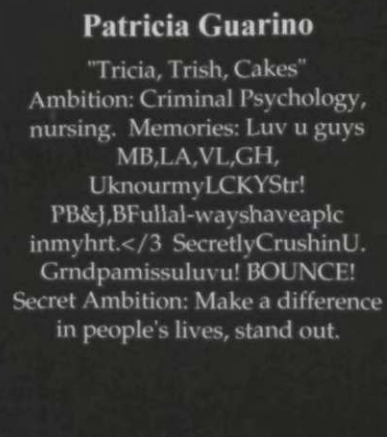 Patricia Guarino
"Tricia, Trish, Cakes"
Ambition: Criminal Psychology,
nursing. Memories: Luv u guys
MB,LA,VL,GH,
UknourmyLCKYStr!
PB&J,BFullal-wayshaveaplc
inmyhrt.</3 SecretlyCrushinU.
Grndpamissuluvu! BOUNCE!
Secret Ambition: Make a difference
in people's lives, stand out.